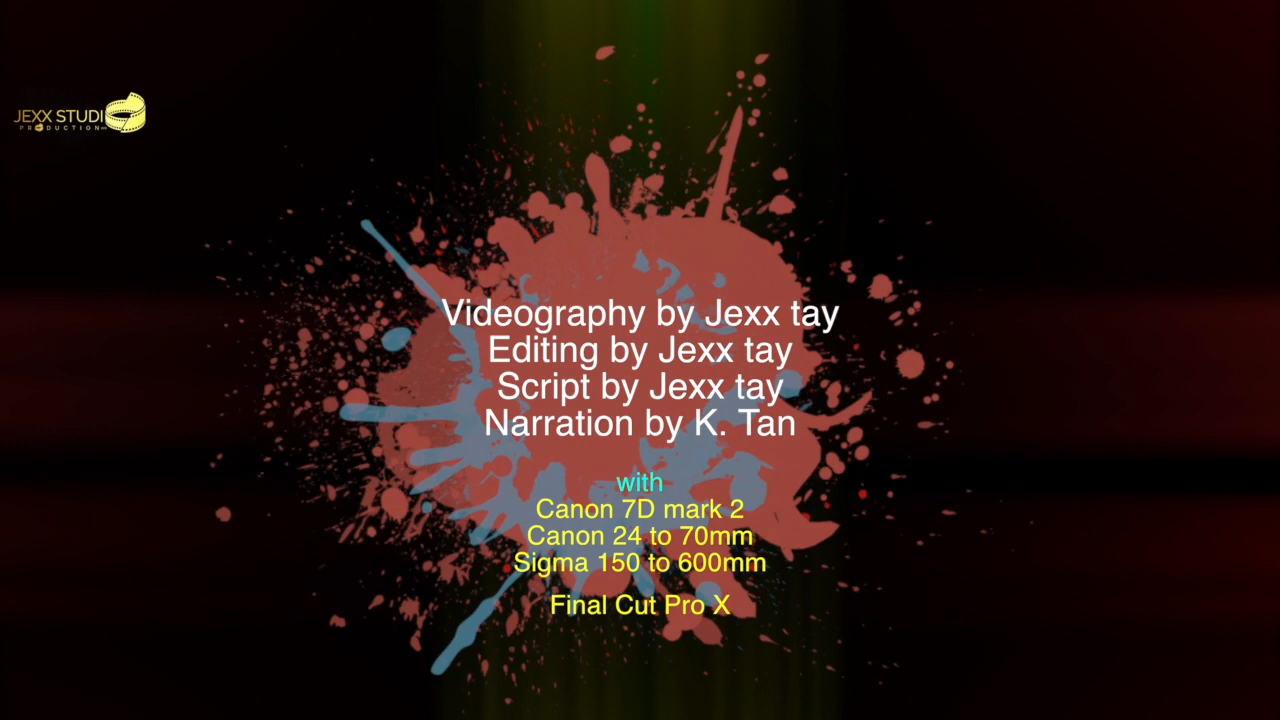 JEXX STUDIO
PRODUCTION
Videography by Jexx tay
Editing by Jexx tay
Script by Jexx tay
Narration by K. Tan
with
Canon 7D mark 2
Canon 24 to 70mm
Sigma 150 to 600mm
Final Cut Pro X